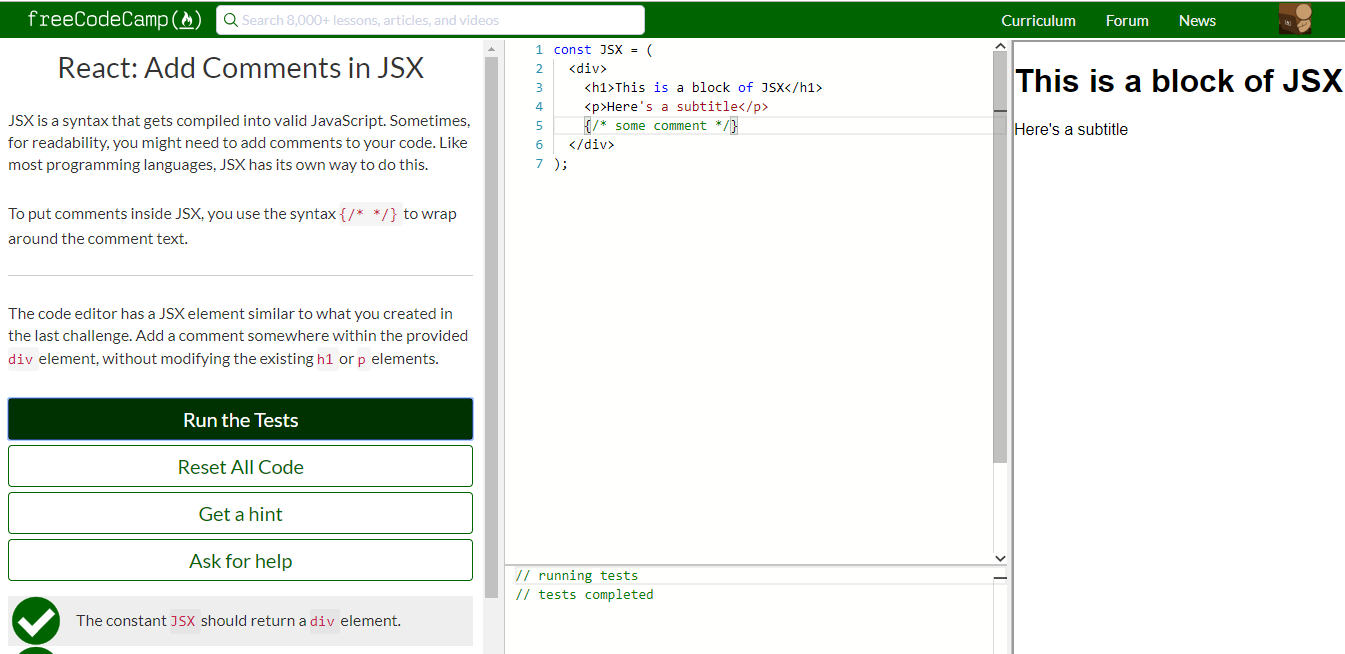 freeCodeCamp(🔥)
Search 8,000+ lessons, articles, and videos
Curriculum
Forum
News
React: Add Comments in JSX
JSX is a syntax that gets compiled into valid JavaScript. Sometimes,
for readability, you might need to add comments to your code. Like
most programming languages, JSX has its own way to do this.
To put comments inside JSX, you use the syntax {/* */} to wrap
around the comment text.
The code editor has a JSX element similar to what you created in
the last challenge. Add a comment somewhere within the provided
div element, without modifying the existing h1 or p elements.
Run the Tests
Reset All Code
Get a hint
Ask for help
The constant JSX should return a div element.
1 const JSX = (
2 <div>
3 <h1>This is a block of JSX</h1>
4 <p>Here's a subtitle</p>
5 {/* some comment */}
6 </div>
7 );
// running tests
// tests completed
This is a block of JSX
Here's a subtitle